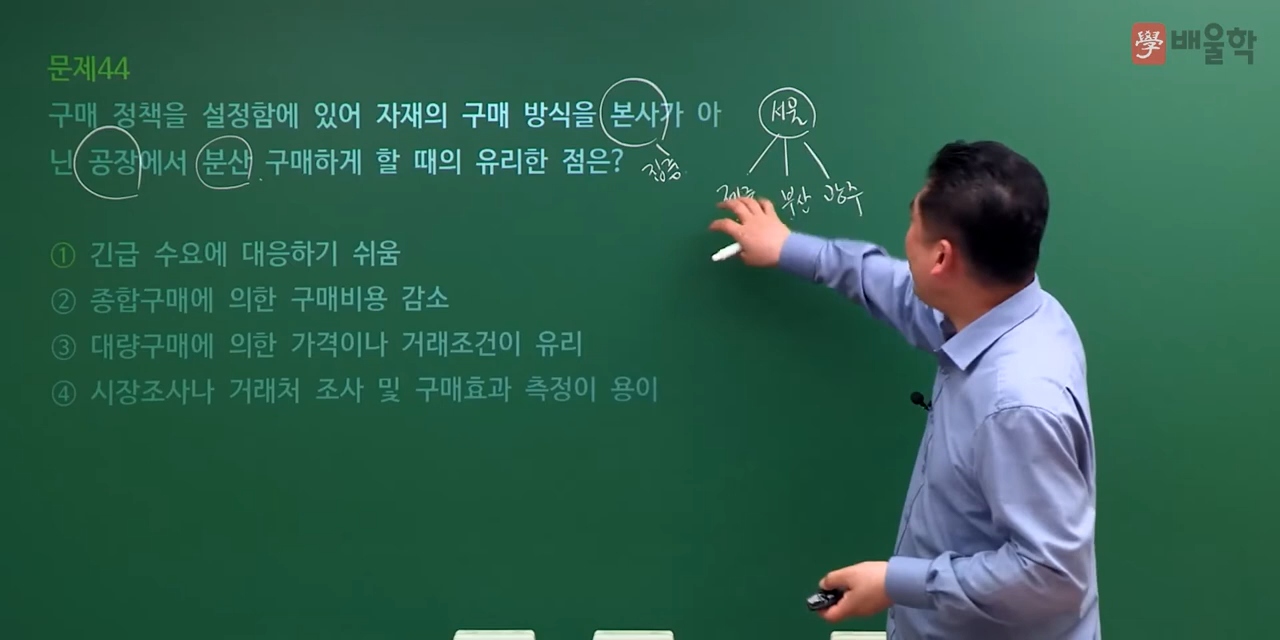 學 배울학
문제44
구매 정책을 설정함에 있어 자재의 구매 방식을 본사가 아
닌 공장에서 분산 구매하게 할 때의 유리한 점은?
집중
서울
부산 광주
① 긴급 수요에 대응하기 쉬움
② 종합구매에 의한 구매비용 감소
③ 대량구매에 의한 가격이나 거래조건이 유리
④ 시장조사나 거래처 조사 및 구매효과 측정이 용이